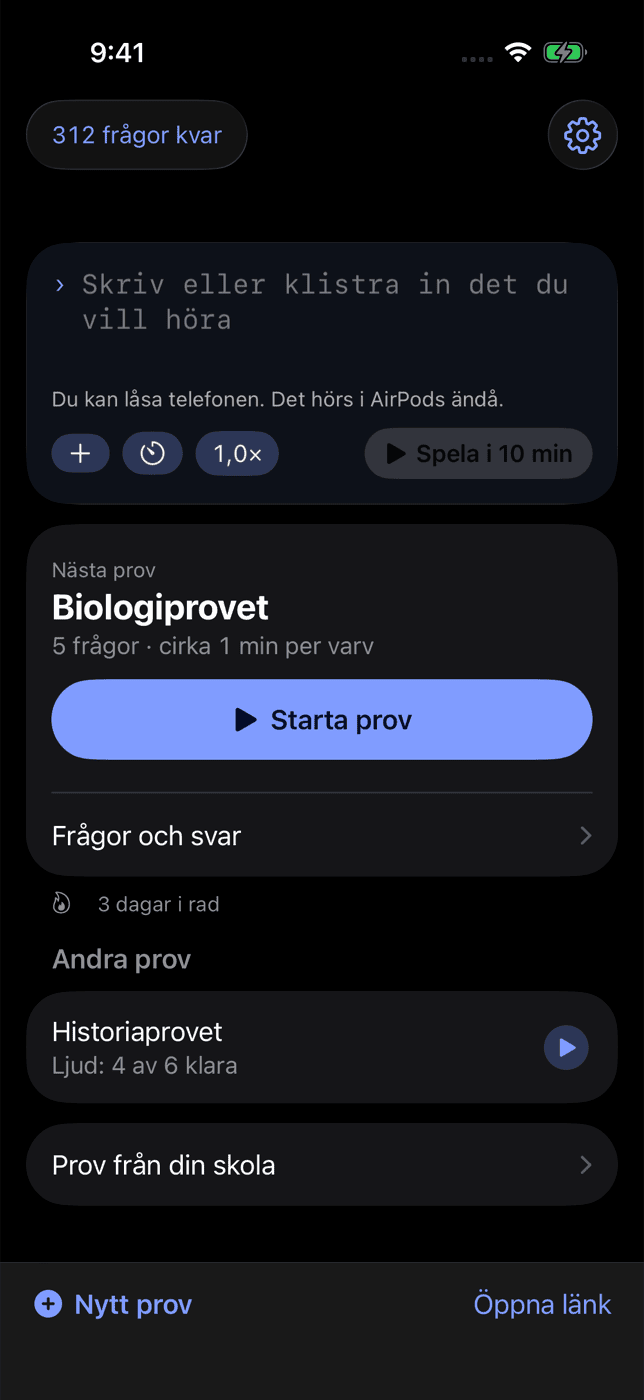 9:41
312 frågor kvar
› Skriv eller klistra in det du
vill höra
Du kan låsa telefonen. Det hörs i AirPods ändå.
1,0×
Spela i 10 min
Nästa prov
Biologiprovet
5 frågor · cirka 1 min per varv
Starta prov
Frågor och svar
3 dagar i rad
Andra prov
Historiaprovet
Ljud: 4 av 6 klara
Prov från din skola
Nytt prov
Öppna länk